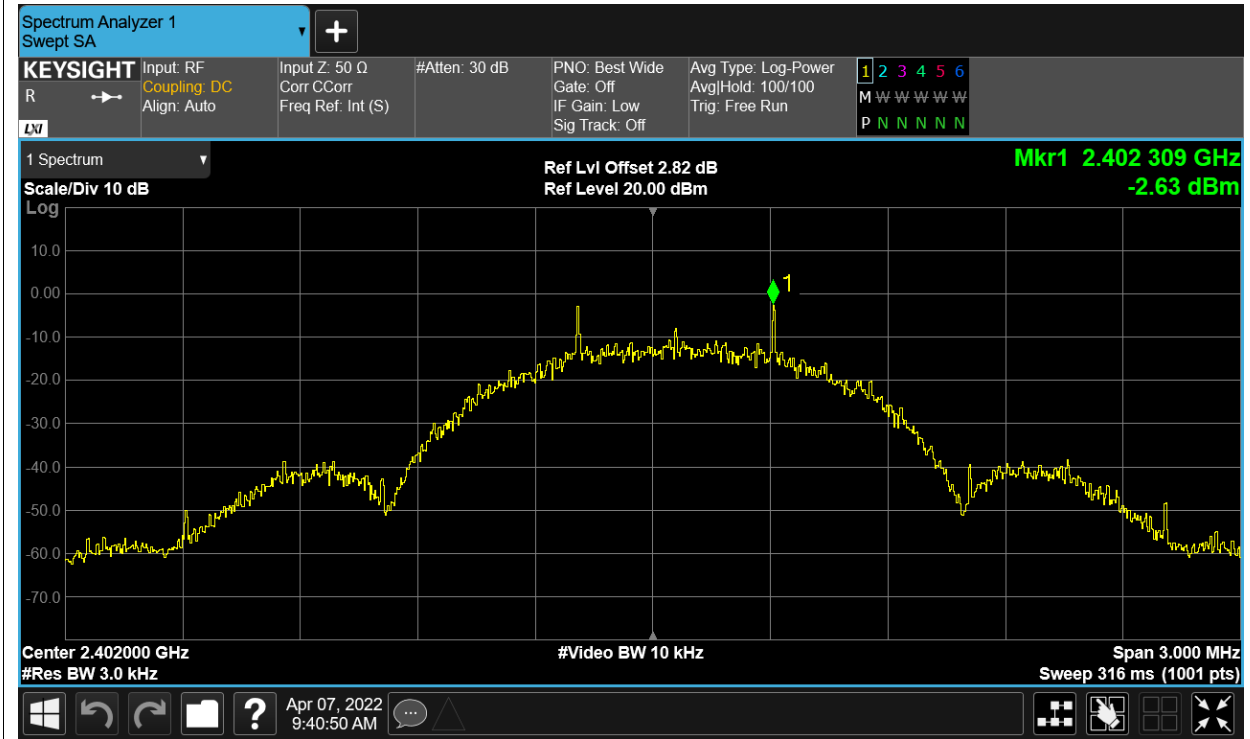 Spectrum Analyzer 1
Swept SA
+
KEYSIGHT
R
LXI
Input: RF
Coupling: DC
Align: Auto
Input Z: 50 Ω
Corr CCorr
Freq Ref: Int (S)
#Atten: 30 dB
PNO: Best Wide
Gate: Off
IF Gain: Low
Sig Track: Off
Avg Type: Log-Power
Avg|Hold: 100/100
Trig: Free Run
1 2 3 4 5 6
M W W W W W W
P N N N N N N
1 Spectrum
Scale/Div 10 dB
Log
Ref Lvl Offset 2.82 dB
Ref Level 20.00 dBm
Mkr1 2.402 309 GHz
-2.63 dBm
10.0
0.00
-10.0
-20.0
-30.0
-40.0
-50.0
-60.0
-70.0
1
Center 2.402000 GHz
#Res BW 3.0 kHz
#Video BW 10 kHz
Span 3.000 MHz
Sweep 316 ms (1001 pts)
?
Apr 07, 2022
9:40:50 AM